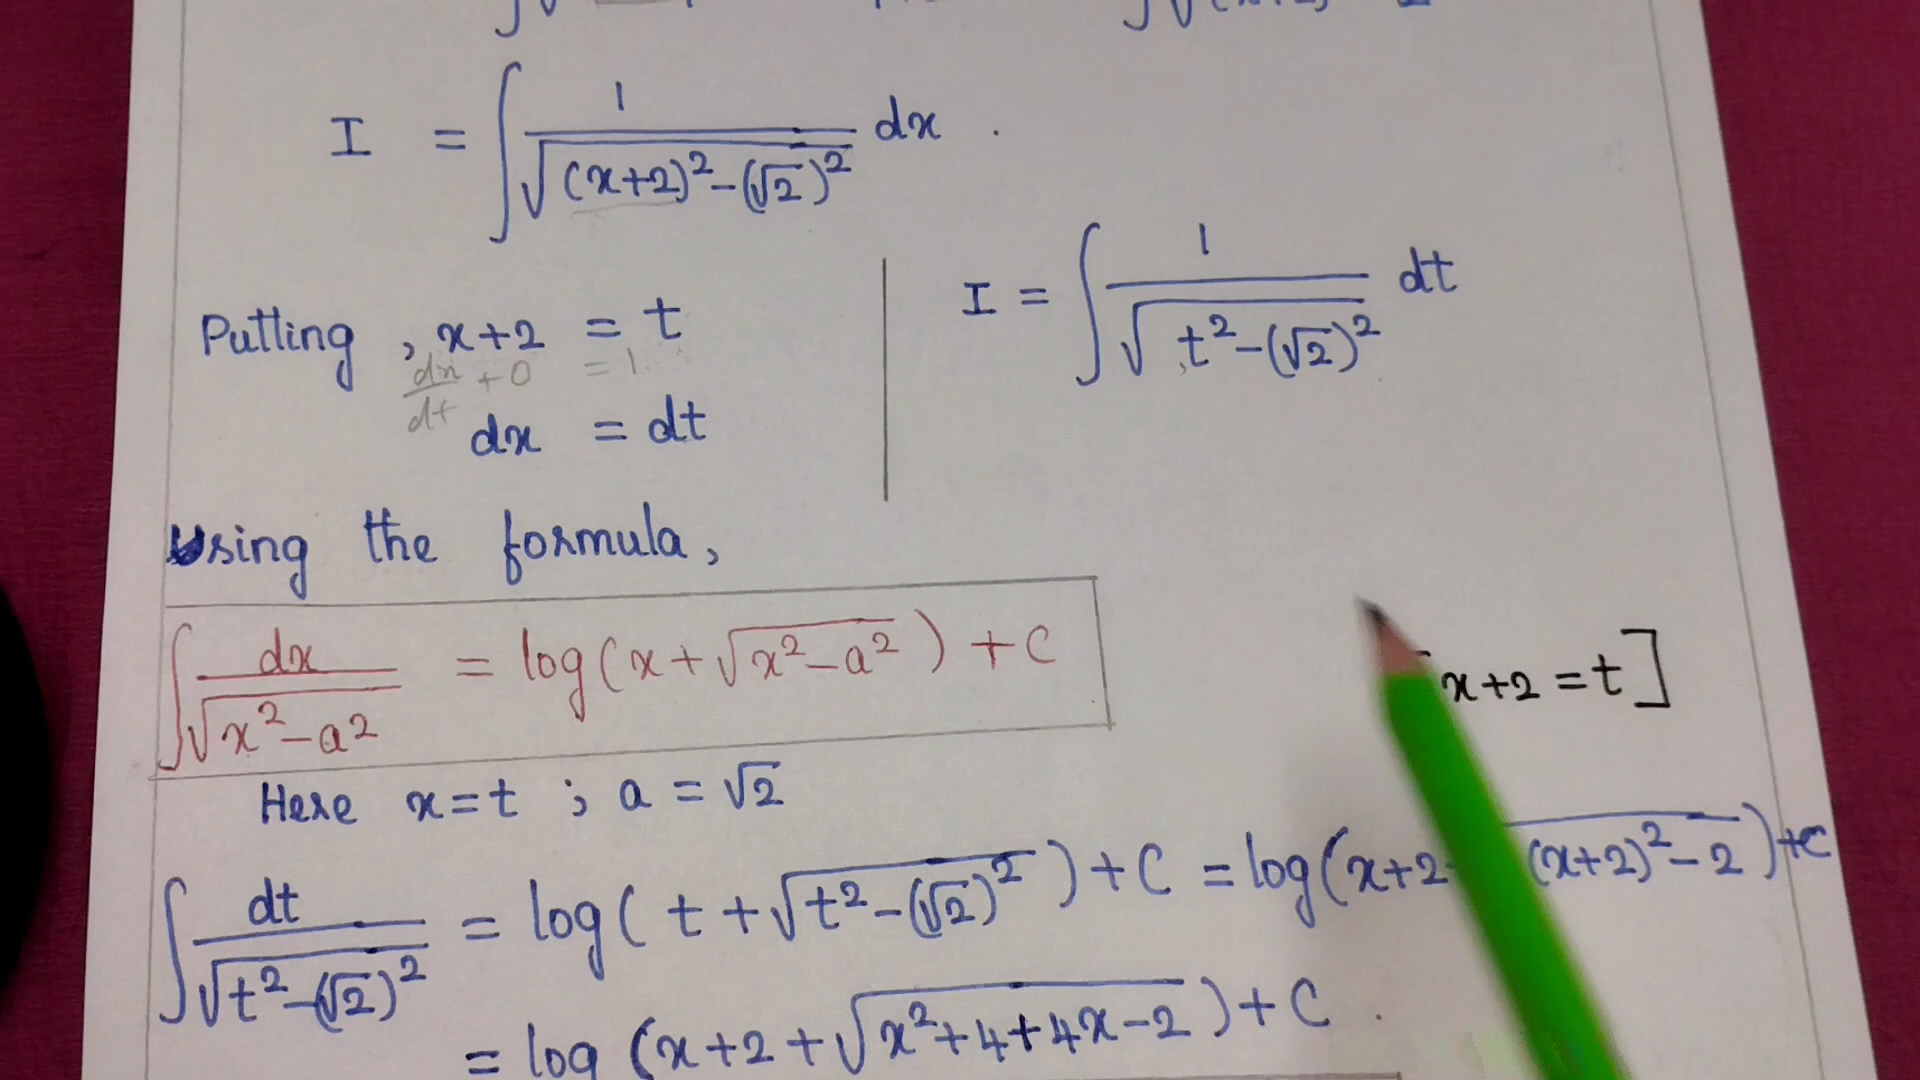 I = ∫ 1/√((x+2)²-(√2)²) dx .
Putting , x+2 = t
dx/dt + 0 = 1
dx = dt
I = ∫ 1/√(t²-(√2)²) dt
Using the formula,
∫ dx/√(x²-a²) = log(x+√(x²-a²)) + C
x+2 = t]
Here x=t ; a = √2
∫ dt/√(t²-(√2)²) = log( t + √(t²-(√2)²) ) + C = log(x+2 (x+2)²-2)+c
= log (x+2+√(x²+4+4x-2)) + C .